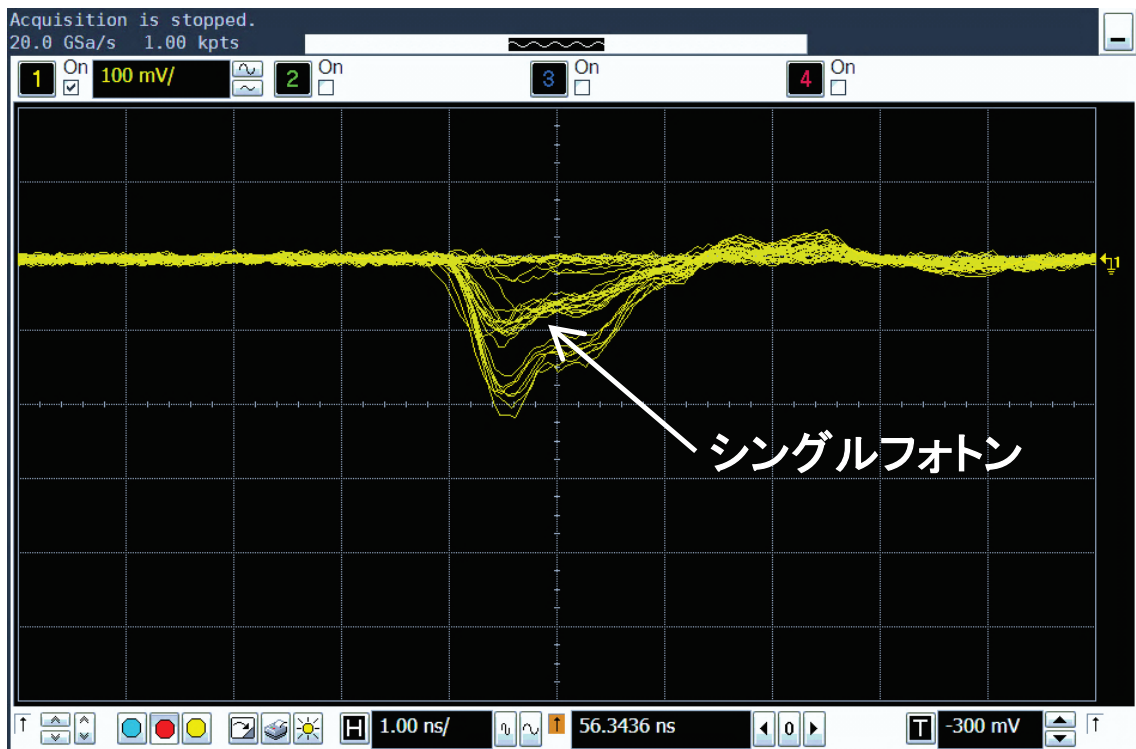 Acquisition is stopped.
20.0 GSa/s 1.00 kpts
1 On 100 mV/ 2 On 3 On 4 On
1
シングルフォトン
H 1.00 ns/ 56.3436 ns 0 T -300 mV